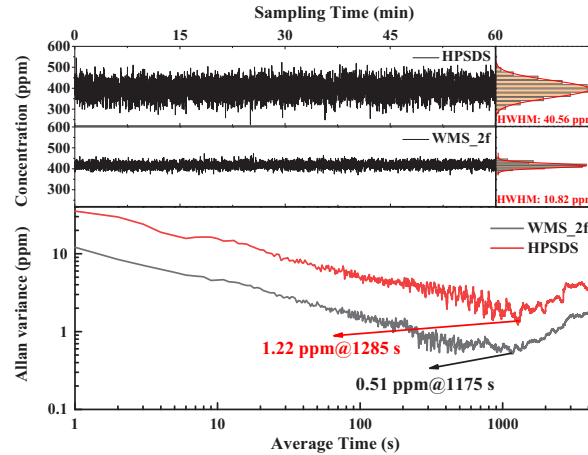 Sampling Time (min)
0 15 30 45 60
Concentration (ppm)
600
500
400
300
HPSDS
HWHM: 40.56 ppm
600
500
400
300
WMS_2f
HWHM: 10.82 ppm
Allan variance (ppm)
10
1
0.1
WMS_2f
HPSDS
1.22 ppm@1285 s
0.51 ppm@1175 s
1 10 100 1000
Average Time (s)